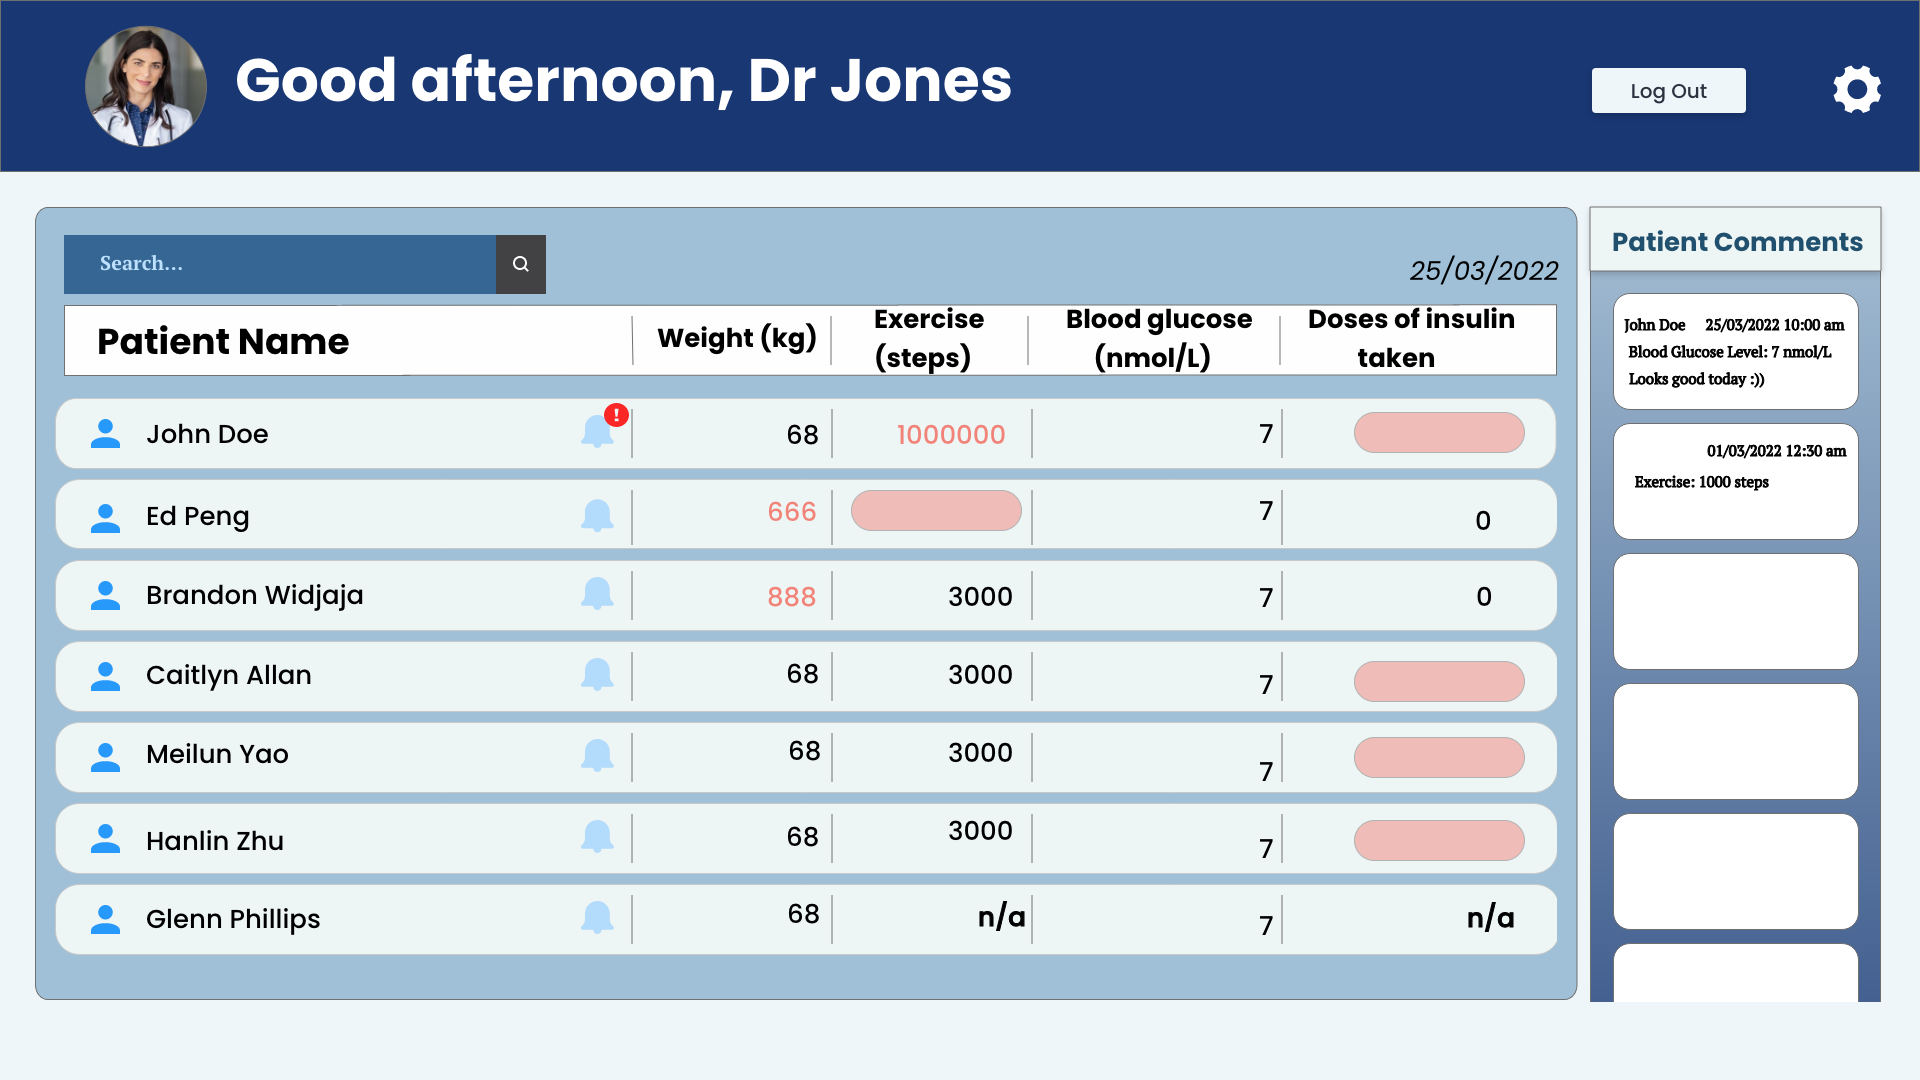 Good afternoon, Dr Jones
Log Out
Search...
25/03/2022
Patient Name
Weight (kg)
Exercise
(steps)
Blood glucose
(nmol/L)
Doses of insulin
taken
John Doe ! 68 1000000 7
Ed Peng 666 7 0
Brandon Widjaja 888 3000 7 0
Caitlyn Allan 68 3000 7
Meilun Yao 68 3000 7
Hanlin Zhu 68 3000 7
Glenn Phillips 68 n/a 7 n/a
Patient Comments
John Doe 25/03/2022 10:00 am
Blood Glucose Level: 7 nmol/L
Looks good today :))
01/03/2022 12:30 am
Exercise: 1000 steps